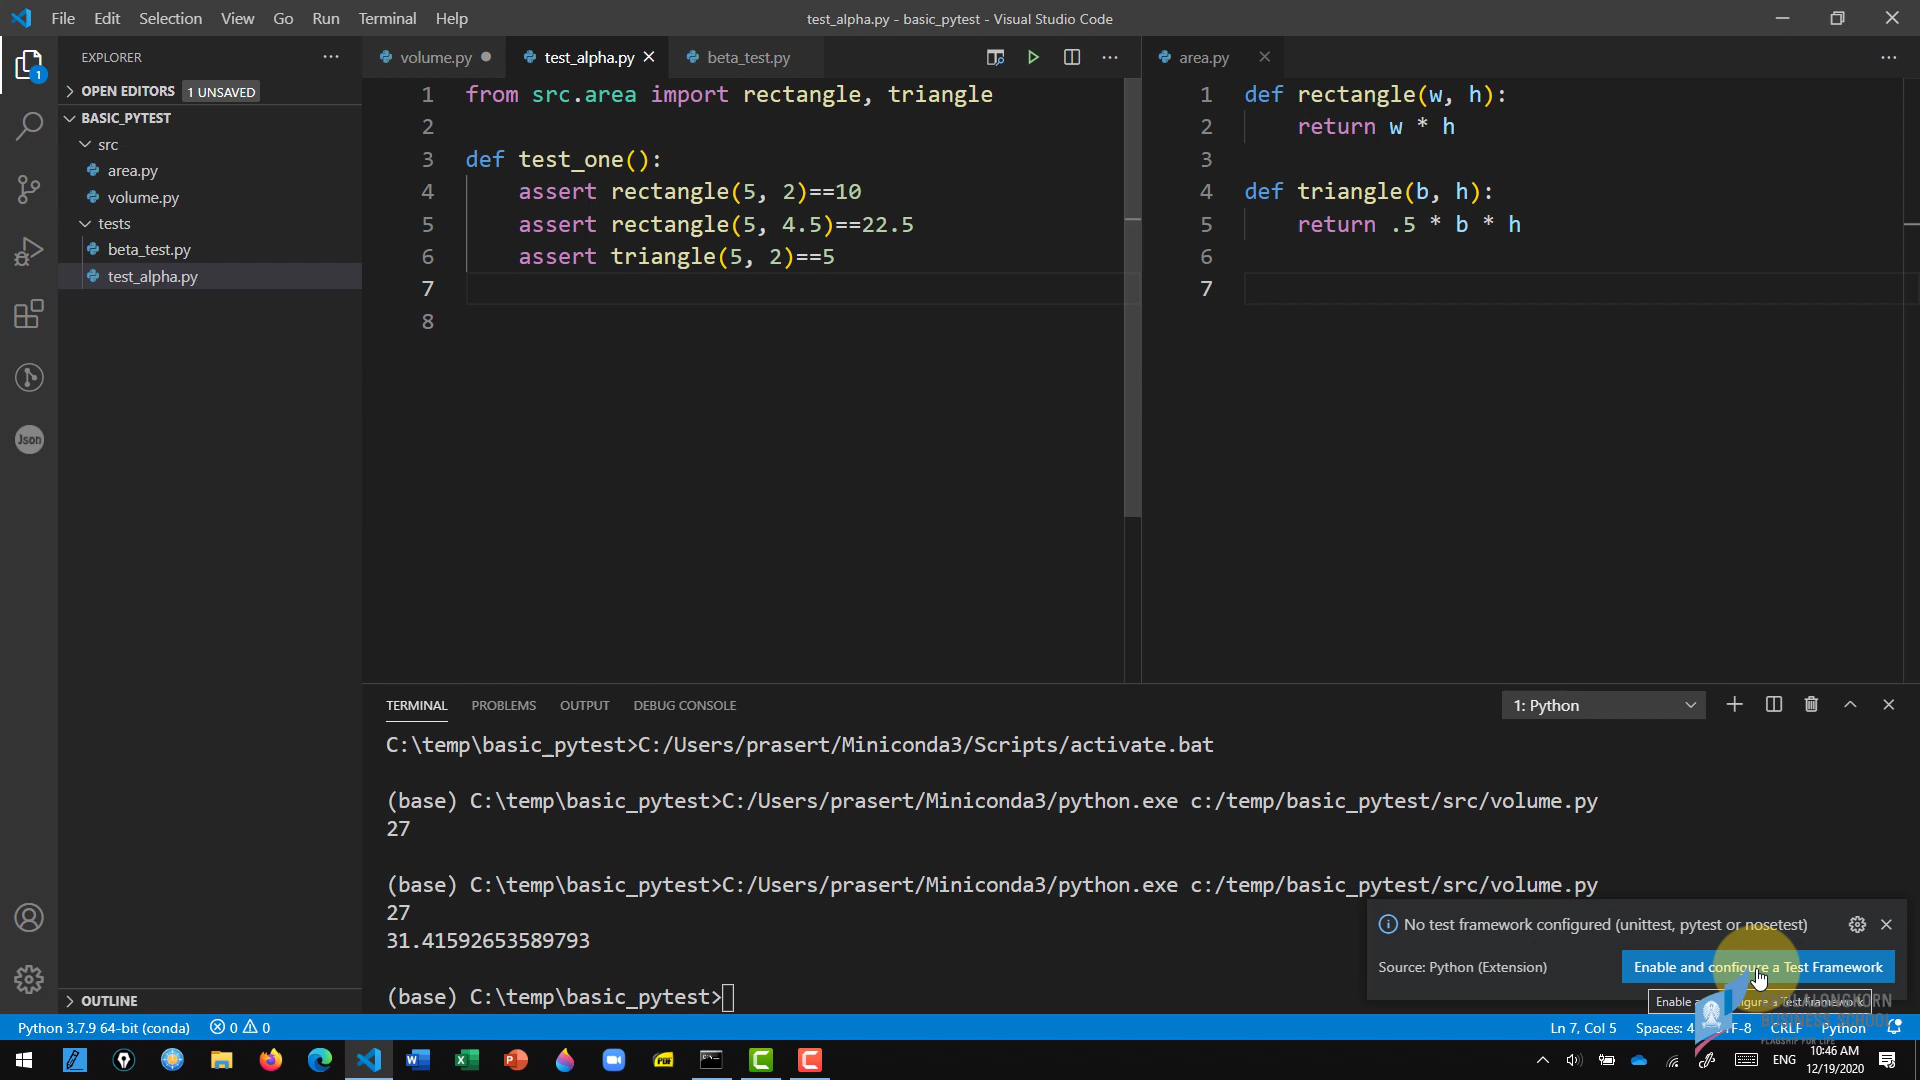 File Edit Selection View Go Run Terminal Help
test_alpha.py - basic_pytest - Visual Studio Code
EXPLORER
1
OPEN EDITORS 1 UNSAVED
BASIC_PYTEST
src
area.py
volume.py
tests
beta_test.py
test_alpha.py
Json
OUTLINE
volume.py test_alpha.py beta_test.py
1 from src.area import rectangle, triangle
2
3 def test_one():
4 assert rectangle(5, 2)==10
5 assert rectangle(5, 4.5)==22.5
6 assert triangle(5, 2)==5
7
8
area.py
1 def rectangle(w, h):
2 return w * h
3
4 def triangle(b, h):
5 return .5 * b * h
6
7
TERMINAL PROBLEMS OUTPUT DEBUG CONSOLE
1: Python
C:\temp\basic_pytest>C:/Users/prasert/Miniconda3/Scripts/activate.bat
(base) C:\temp\basic_pytest>C:/Users/prasert/Miniconda3/python.exe c:/temp/basic_pytest/src/volume.py
27
(base) C:\temp\basic_pytest>C:/Users/prasert/Miniconda3/python.exe c:/temp/basic_pytest/src/volume.py
27
31.41592653589793
(base) C:\temp\basic_pytest>
No test framework configured (unittest, pytest or nosetest)
Source: Python (Extension)
Enable and configure a Test Framework
BUSINESS SCHOOL
FLAGSHIP FOR LIFE
Python 3.7.9 64-bit (conda) 0 0
Ln 7, Col 5 Spaces: 4 CRLF Python
PDF
ENG
10:46 AM
12/19/2020